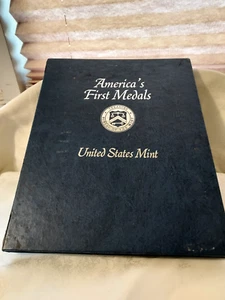 America's
First Medals
United States Mint